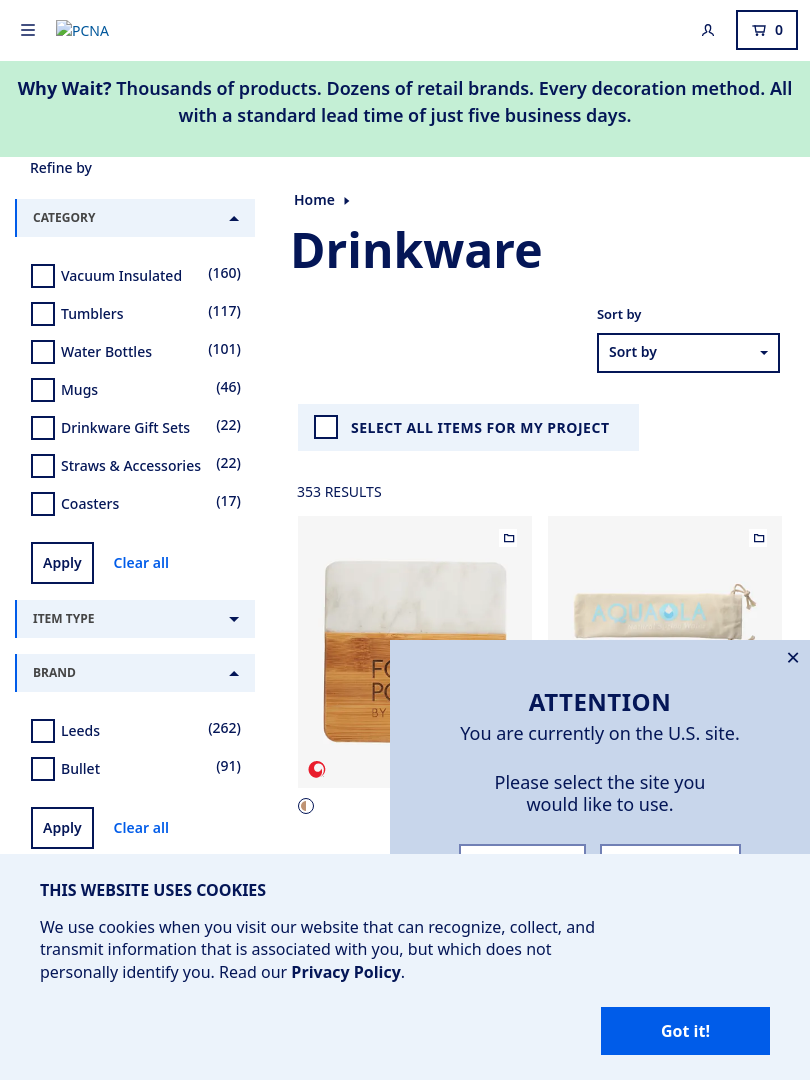 PCNA
0
Why Wait? Thousands of products. Dozens of retail brands. Every decoration method. All
with a standard lead time of just five business days.
Refine by
CATEGORY
Vacuum Insulated (160)
Tumblers (117)
Water Bottles (101)
Mugs (46)
Drinkware Gift Sets (22)
Straws & Accessories (22)
Coasters (17)
Apply Clear all
ITEM TYPE
BRAND
Leeds (262)
Bullet (91)
Apply Clear all
Home
Drinkware
Sort by
Sort by
SELECT ALL ITEMS FOR MY PROJECT
353 RESULTS
AQUAOLA
ATTENTION
You are currently on the U.S. site.
Please select the site you
would like to use.
THIS WEBSITE USES COOKIES
We use cookies when you visit our website that can recognize, collect, and
transmit information that is associated with you, but which does not
personally identify you. Read our Privacy Policy.
Got it!